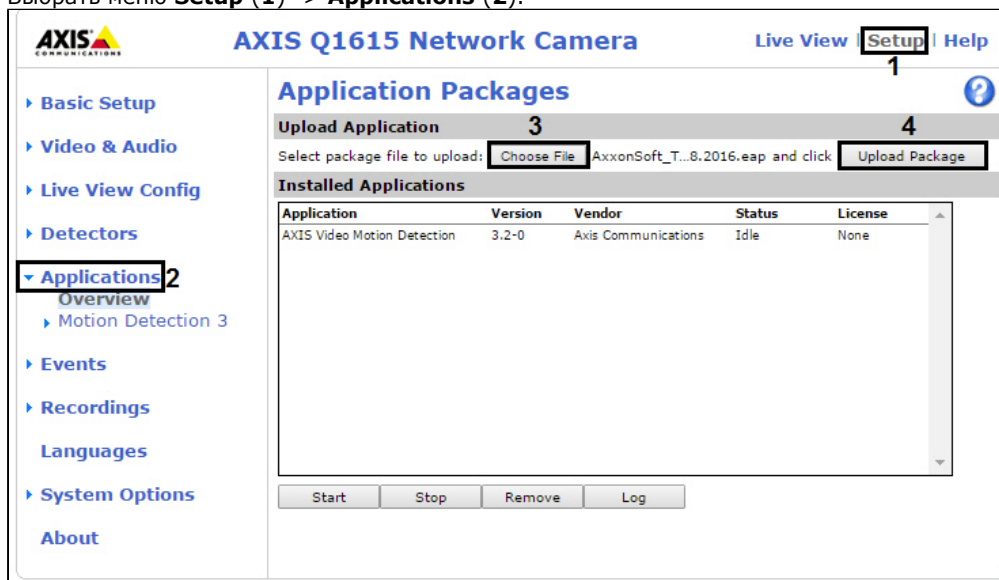 Выбрать меню Setup (1) -> Applications (2).
AXIS COMMUNICATIONS
AXIS Q1615 Network Camera
Live View | Setup | Help
1
Basic Setup
Video & Audio
Live View Config
Detectors
Applications 2
Overview
Motion Detection 3
Events
Recordings
Languages
System Options
About
Application Packages
Upload Application 3 4
Select package file to upload: Choose File AxxonSoft_T...8.2016.eap and click Upload Package
Installed Applications
Application Version Vendor Status License
AXIS Video Motion Detection 3.2-0 Axis Communications Idle None
Start Stop Remove Log